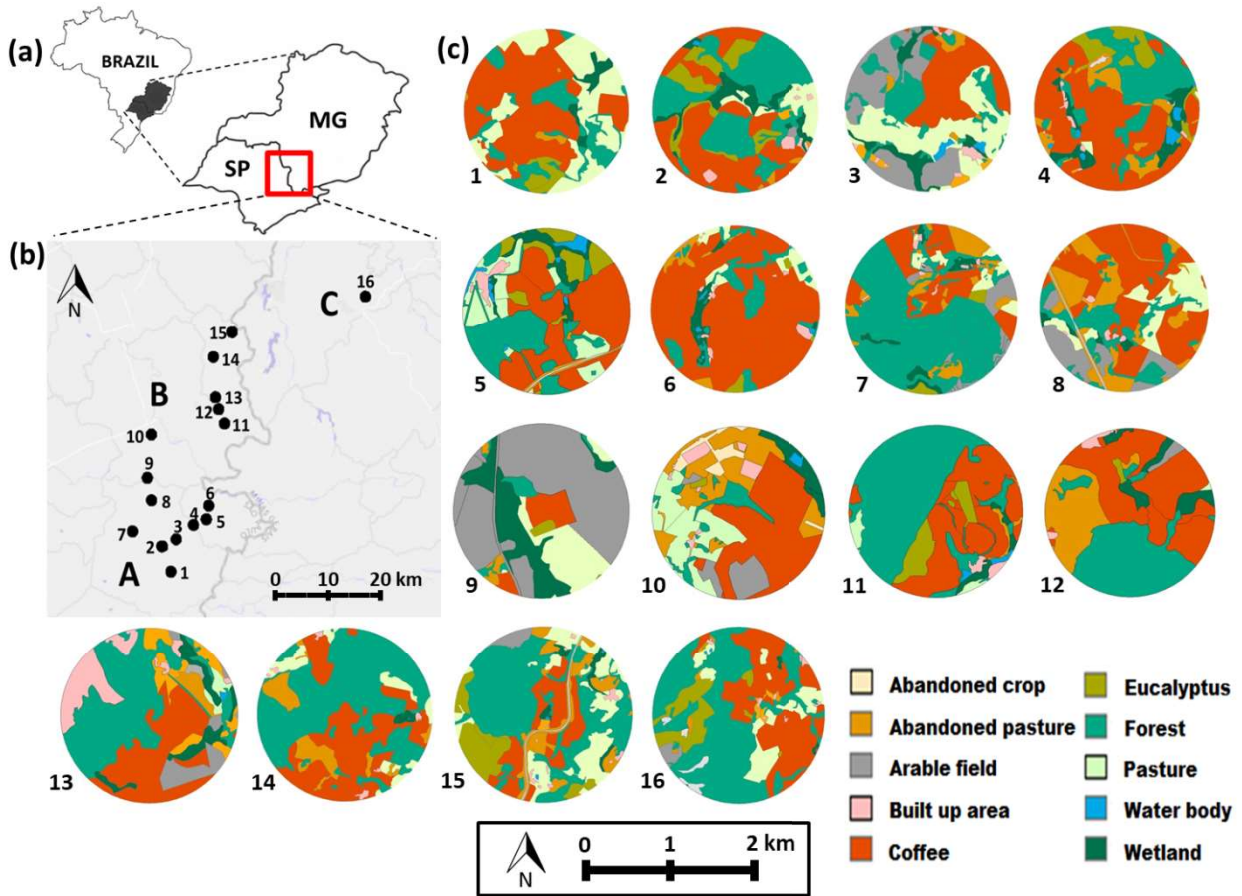 (a)
BRAZIL
MG
SP
(b)
N
C
16
15
14
B
13
12
11
10
9
8
6
5
4
3
7
2
A
1
0 10 20 km
(c)
1
2
3
4
5
6
7
8
9
10
11
12
13
14
15
16
Abandoned crop
Abandoned pasture
Arable field
Built up area
Coffee
Eucalyptus
Forest
Pasture
Water body
Wetland
N
0 1 2 km